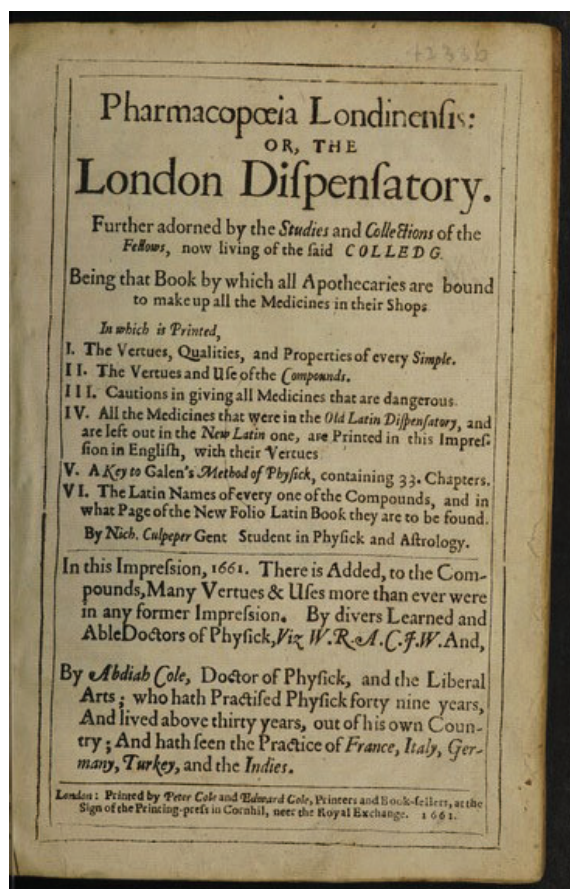 42336
Pharmacopœia Londinenſis:
OR, THE
London Diſpenſatory.
Further adorned by the Studies and Collections of the
Fellows, now living of the ſaid COLLEDG.
Being that Book by which all Apothecaries are bound
to make up all the Medicines in their Shops
In which is Printed,
I. The Vertues, Qualities, and Properties of every Simple.
II. The Vertues and Uſe of the Compounds.
III. Cautions in giving all Medicines that are dangerous.
IV. All the Medicines that were in the Old Latin Diſpenſatory, and
are left out in the New Latin one, are Printed in this Impreſ-
ſion in Engliſh, with their Vertues
V. A Key to Galen's Method of Phyſick, containing 33. Chapters.
VI. The Latin Names of every one of the Compounds, and in
what Page of the New Folio Latin Book they are to be found.
By Nich. Culpeper Gent Student in Phyſick and Aſtrology.
In this Impreſsion, 1661. There is Added, to the Com-
pounds, Many Vertues & Uſes more than ever were
in any former Impreſsion. By divers Learned and
Able Doctors of Phyſick, Viz W. R. A. C. J. W. And,
By Abdiah Cole, Doctor of Phyſick, and the Liberal
Arts; who hath Practiſed Phyſick forty nine years,
And lived above thirty years, out of his own Coun-
try; And hath ſeen the Practice of France, Italy, Ger-
many, Turkey, and the Indies.
London: Printed by Peter Cole and Edward Cole, Printers and Book-ſellers, at the
Sign of the Printing-preſs in Cornhil, neer the Royal Exchange. 1661.